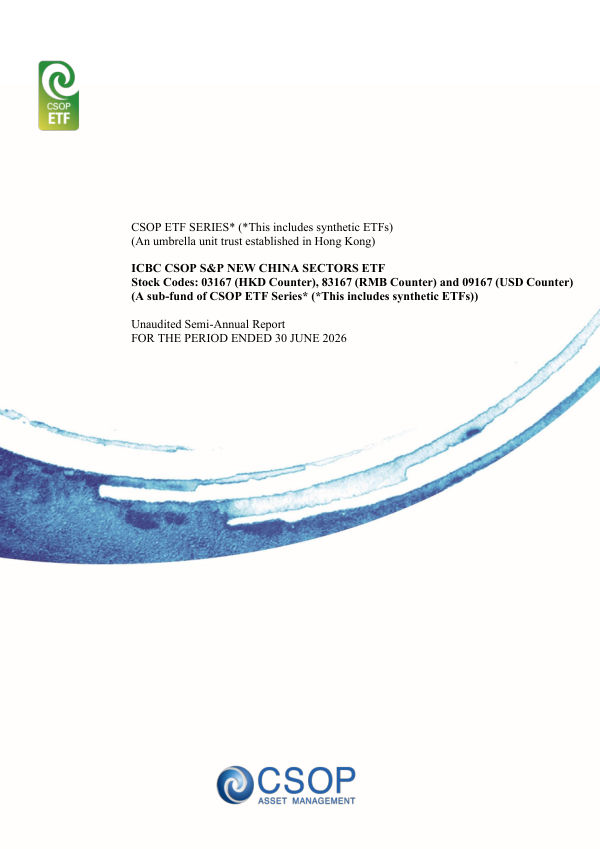 CSOP
ETF
CSOP ETF SERIES* (*This includes synthetic ETFs)
(An umbrella unit trust established in Hong Kong)
ICBC CSOP S&P NEW CHINA SECTORS ETF
Stock Codes: 03167 (HKD Counter), 83167 (RMB Counter) and 09167 (USD Counter)
(A sub-fund of CSOP ETF Series* (*This includes synthetic ETFs))
Unaudited Semi-Annual Report
FOR THE PERIOD ENDED 30 JUNE 2026
CSOP
ASSET MANAGEMENT